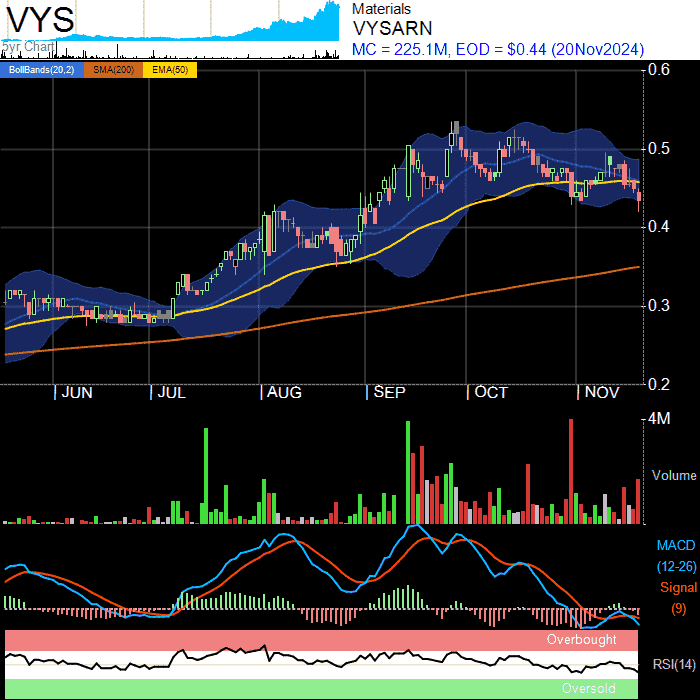 VYS
5yr Chart
Materials
VYSARN
MC = 225.1M, EOD = $0.44 (20Nov2024)
BollBands(20,2) SMA(200) EMA(50)
0.6
0.5
0.4
0.3
0.2
JUN JUL AUG SEP OCT NOV
4M
Volume
MACD
(12-26)
Signal
(9)
Overbought
RSI(14)
Oversold